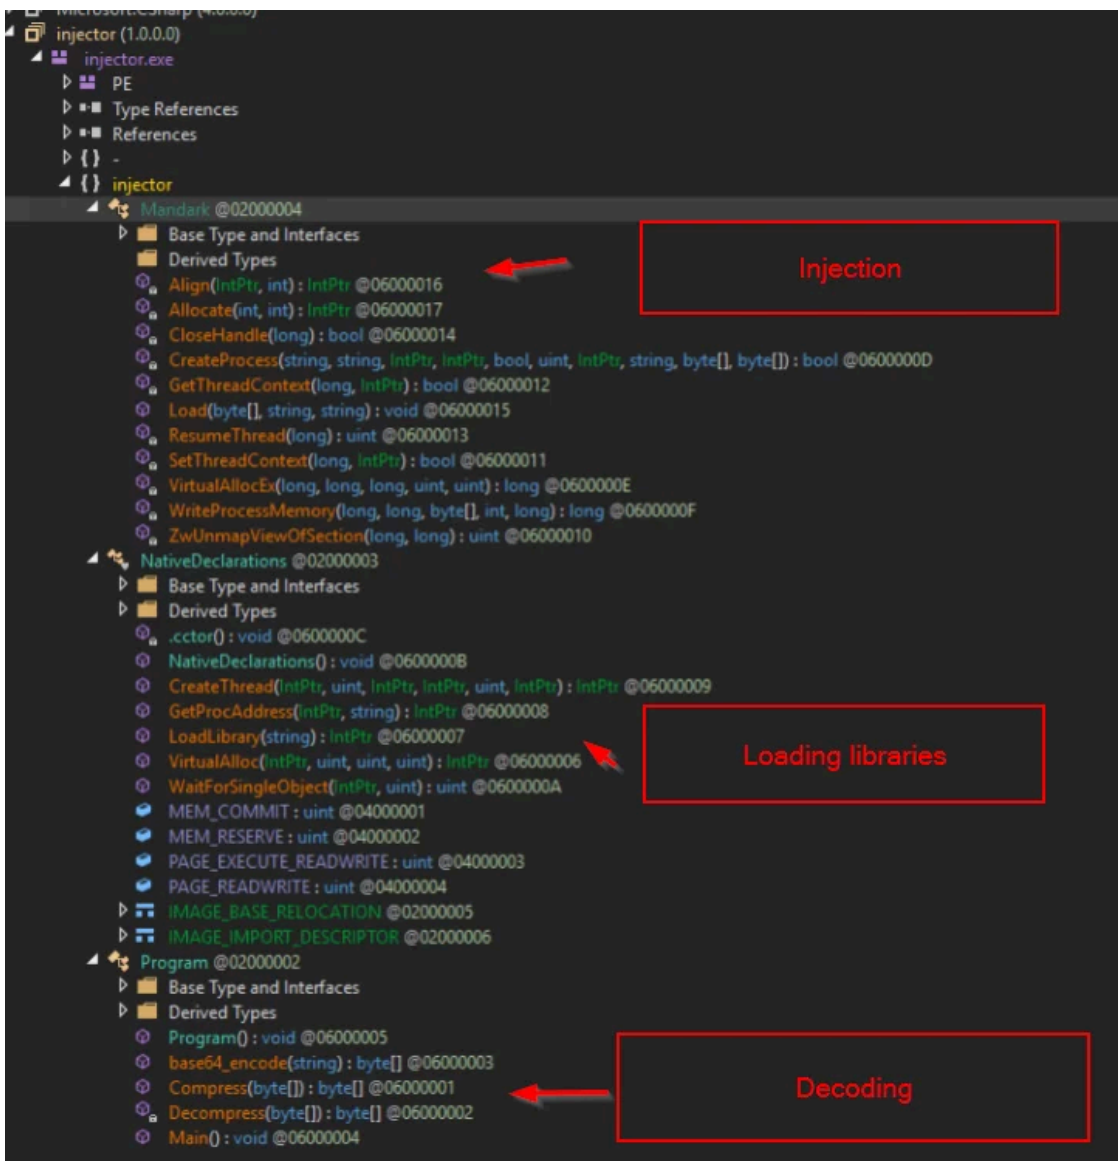 Microsoft.CSharp (4.0.0.0)
injector (1.0.0.0)
injector.exe
PE
Type References
References
{ } -
{ } injector
Mandark @02000004
Base Type and Interfaces
Derived Types
Injection
Align(IntPtr, int) : IntPtr @06000016
Allocate(int, int) : IntPtr @06000017
CloseHandle(long) : bool @06000014
CreateProcess(string, string, IntPtr, IntPtr, bool, uint, IntPtr, string, byte[], byte[]) : bool @0600000D
GetThreadContext(long, IntPtr) : bool @06000012
Load(byte[], string, string) : void @06000015
ResumeThread(long) : uint @06000013
SetThreadContext(long, IntPtr) : bool @06000011
VirtualAllocEx(long, long, long, uint, uint) : long @0600000E
WriteProcessMemory(long, long, byte[], int, long) : long @0600000F
ZwUnmapViewOfSection(long, long) : uint @06000010
NativeDeclarations @02000003
Base Type and Interfaces
Derived Types
.cctor() : void @0600000C
NativeDeclarations() : void @0600000B
CreateThread(IntPtr, uint, IntPtr, IntPtr, uint, IntPtr) : IntPtr @06000009
GetProcAddress(IntPtr, string) : IntPtr @06000008
LoadLibrary(string) : IntPtr @06000007
Loading libraries
VirtualAlloc(IntPtr, uint, uint, uint) : IntPtr @06000006
WaitForSingleObject(IntPtr, uint) : uint @0600000A
MEM_COMMIT : uint @04000001
MEM_RESERVE : uint @04000002
PAGE_EXECUTE_READWRITE : uint @04000003
PAGE_READWRITE : uint @04000004
IMAGE_BASE_RELOCATION @02000005
IMAGE_IMPORT_DESCRIPTOR @02000006
Program @02000002
Base Type and Interfaces
Derived Types
Program() : void @06000005
base64_encode(string) : byte[] @06000003
Compress(byte[]) : byte[] @06000001
Decoding
Decompress(byte[]) : byte[] @06000002
Main() : void @06000004